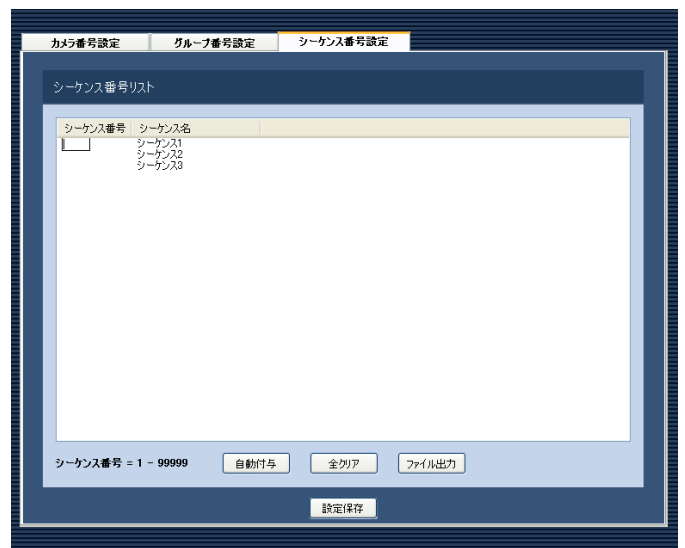 カメラ番号設定 グループ番号設定 シーケンス番号設定
シーケンス番号リスト
シーケンス番号 シーケンス名
シーケンス1
シーケンス2
シーケンス3
シーケンス番号 = 1 - 99999 自動付与 全クリア ファイル出力
設定保存